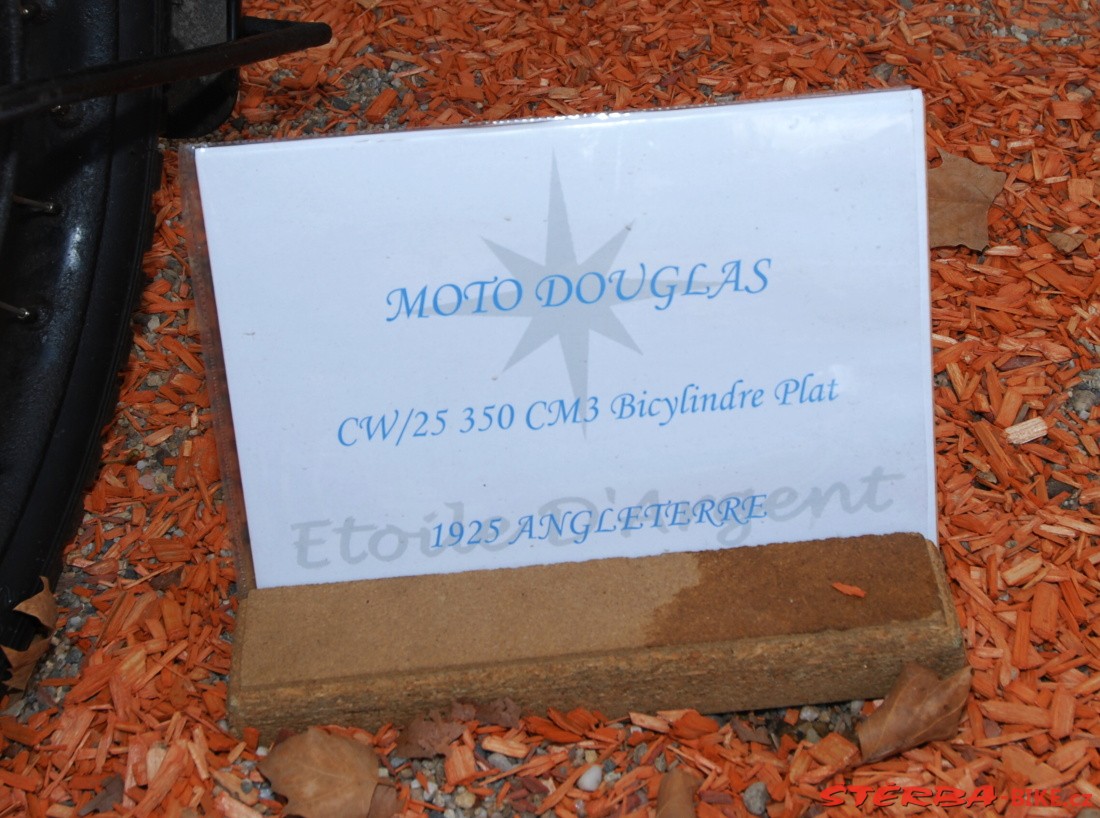 MOTO DOUGLAS
CW/25 350 CM3 Bicylindre Plat
Etoile D'Argent
1925 ANGLETERRE
STERBA-BIKE.cz